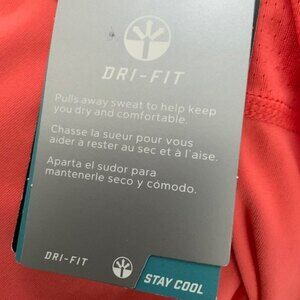 DRI-FIT
Pulls away sweat to help keep
you dry and comfortable.
Chasse la sueur pour vous
aider à rester au sec et à l'aise.
Aparta el sudor para
mantenerle seco y cómodo.
DRI-FIT
STAY COOL